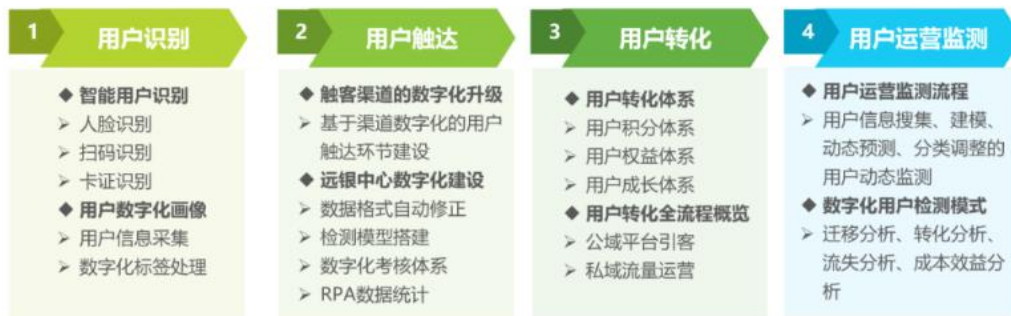 1 用户识别
◆ 智能用户识别
➢ 人脸识别
➢ 扫码识别
➢ 卡证识别
◆ 用户数字化画像
➢ 用户信息采集
➢ 数字化标签处理
2 用户触达
◆ 触客渠道的数字化升级
➢ 基于渠道数字化的用户
触达环节建设
◆ 远银中心数字化建设
➢ 数据格式自动修正
➢ 检测模型搭建
➢ 数字化考核体系
➢ RPA数据统计
3 用户转化
◆ 用户转化体系
➢ 用户积分体系
➢ 用户权益体系
➢ 用户成长体系
◆ 用户转化全流程概览
➢ 公域平台引客
➢ 私域流量运营
4 用户运营监测
◆ 用户运营监测流程
➢ 用户信息搜集、建模、
动态预测、分类调整的
用户动态监测
◆ 数字化用户检测模式
➢ 迁移分析、转化分析、
流失分析、成本效益分
析